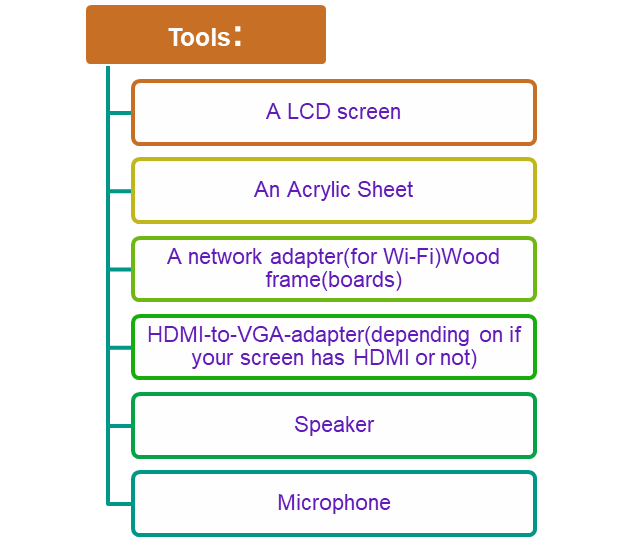 Tools：
A LCD screen
An Acrylic Sheet
A network adapter(for Wi-Fi)Wood
frame(boards)
HDMI-to-VGA-adapter(depending on if
your screen has HDMI or not)
Speaker
Microphone